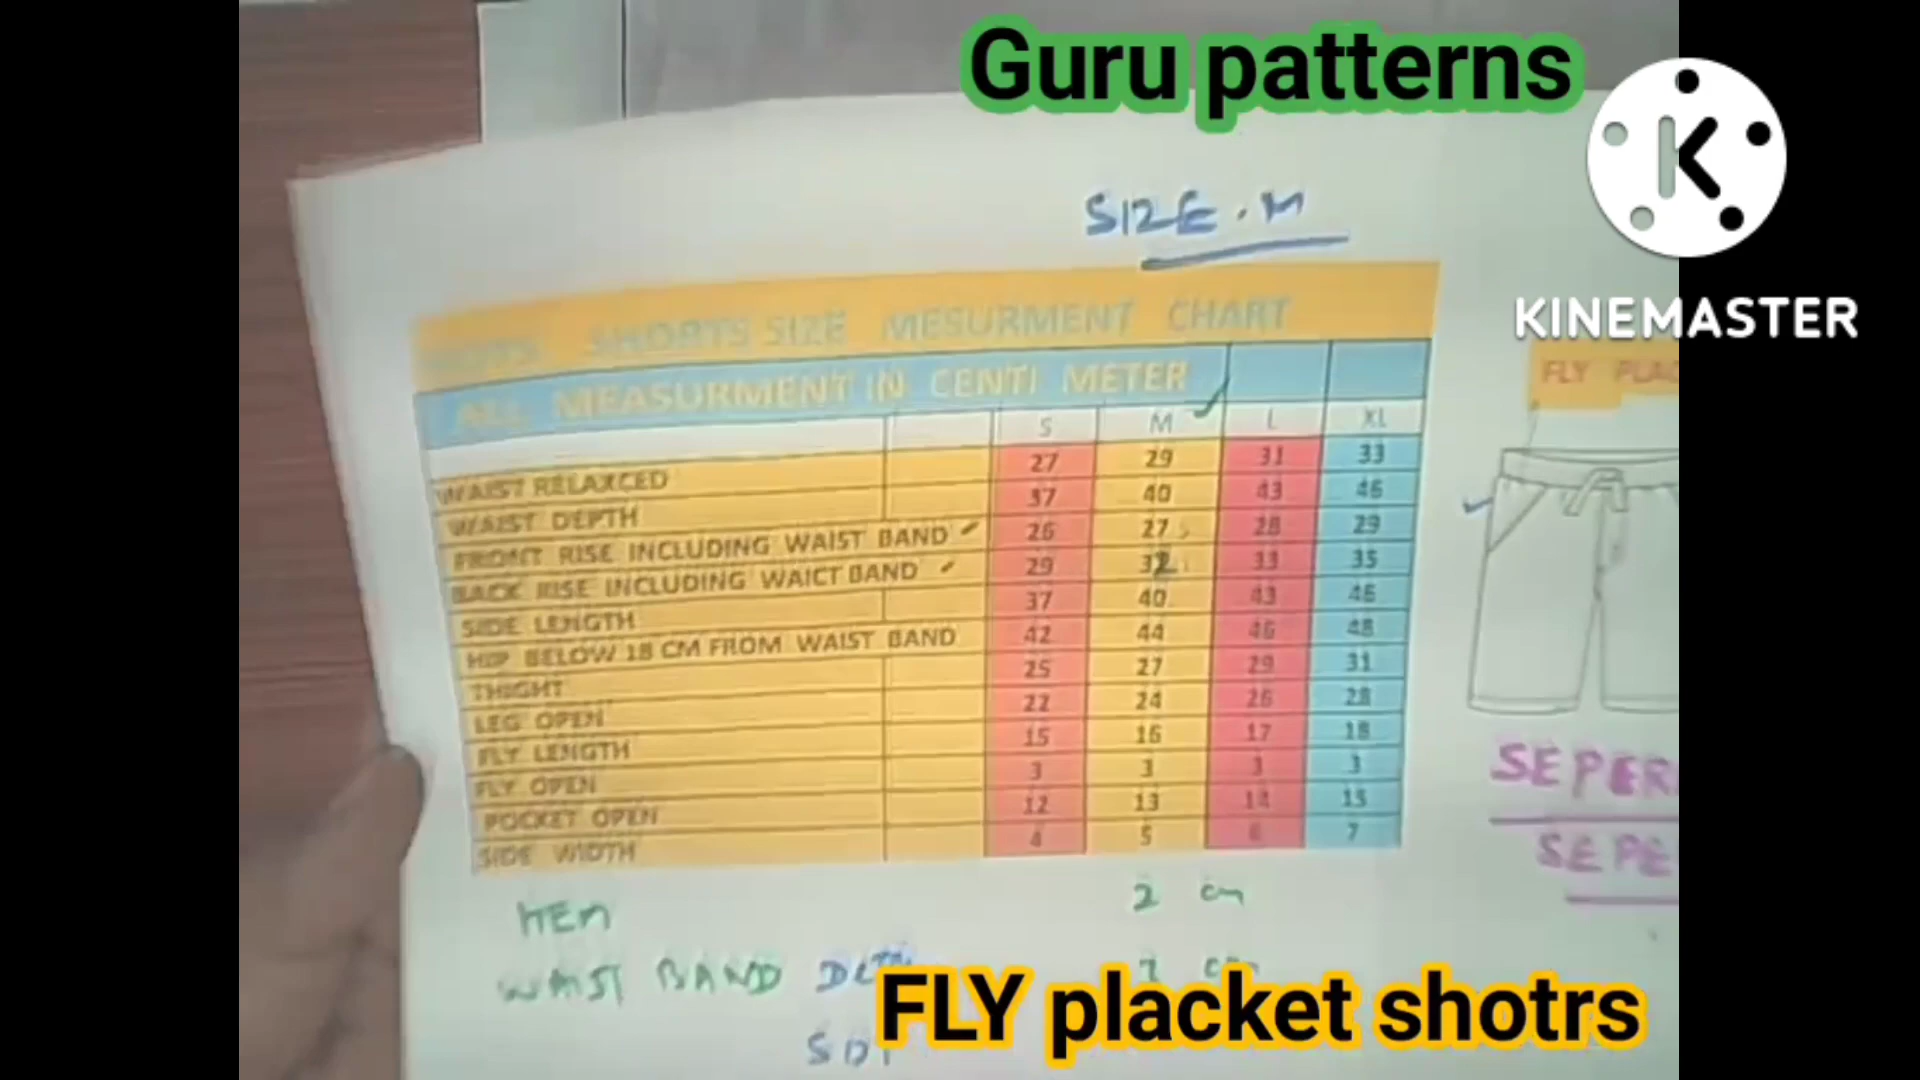 Guru patterns
KINEMASTER
SIZE . M
SHORTS SIZE MESURMENT CHART
ALL MEASURMENT IN CENTI METER
S M L XL
WAIST RELAXCED 27 29 31 33
WAIST DEPTH 37 40 43 46
FRONT RISE INCLUDING WAIST BAND 26 27 28 29
BACK RISE INCLUDING WAICT BAND 29 32 33 35
SIDE LENGTH 37 40 43 46
HIP BELOW 18 CM FROM WAIST BAND 42 44 46 48
THIGHT 25 27 29 31
LEG OPEN 22 24 26 28
FLY LENGTH 15 16 17 18
FLY OPEN 3 3 3 3
POCKET OPEN 12 13 14 15
SIDE WIDTH 4 5 6 7
FLY PLAC
SEPER
SEPE
HEM 2 cm
WAIST BAND
FLY placket shotrs